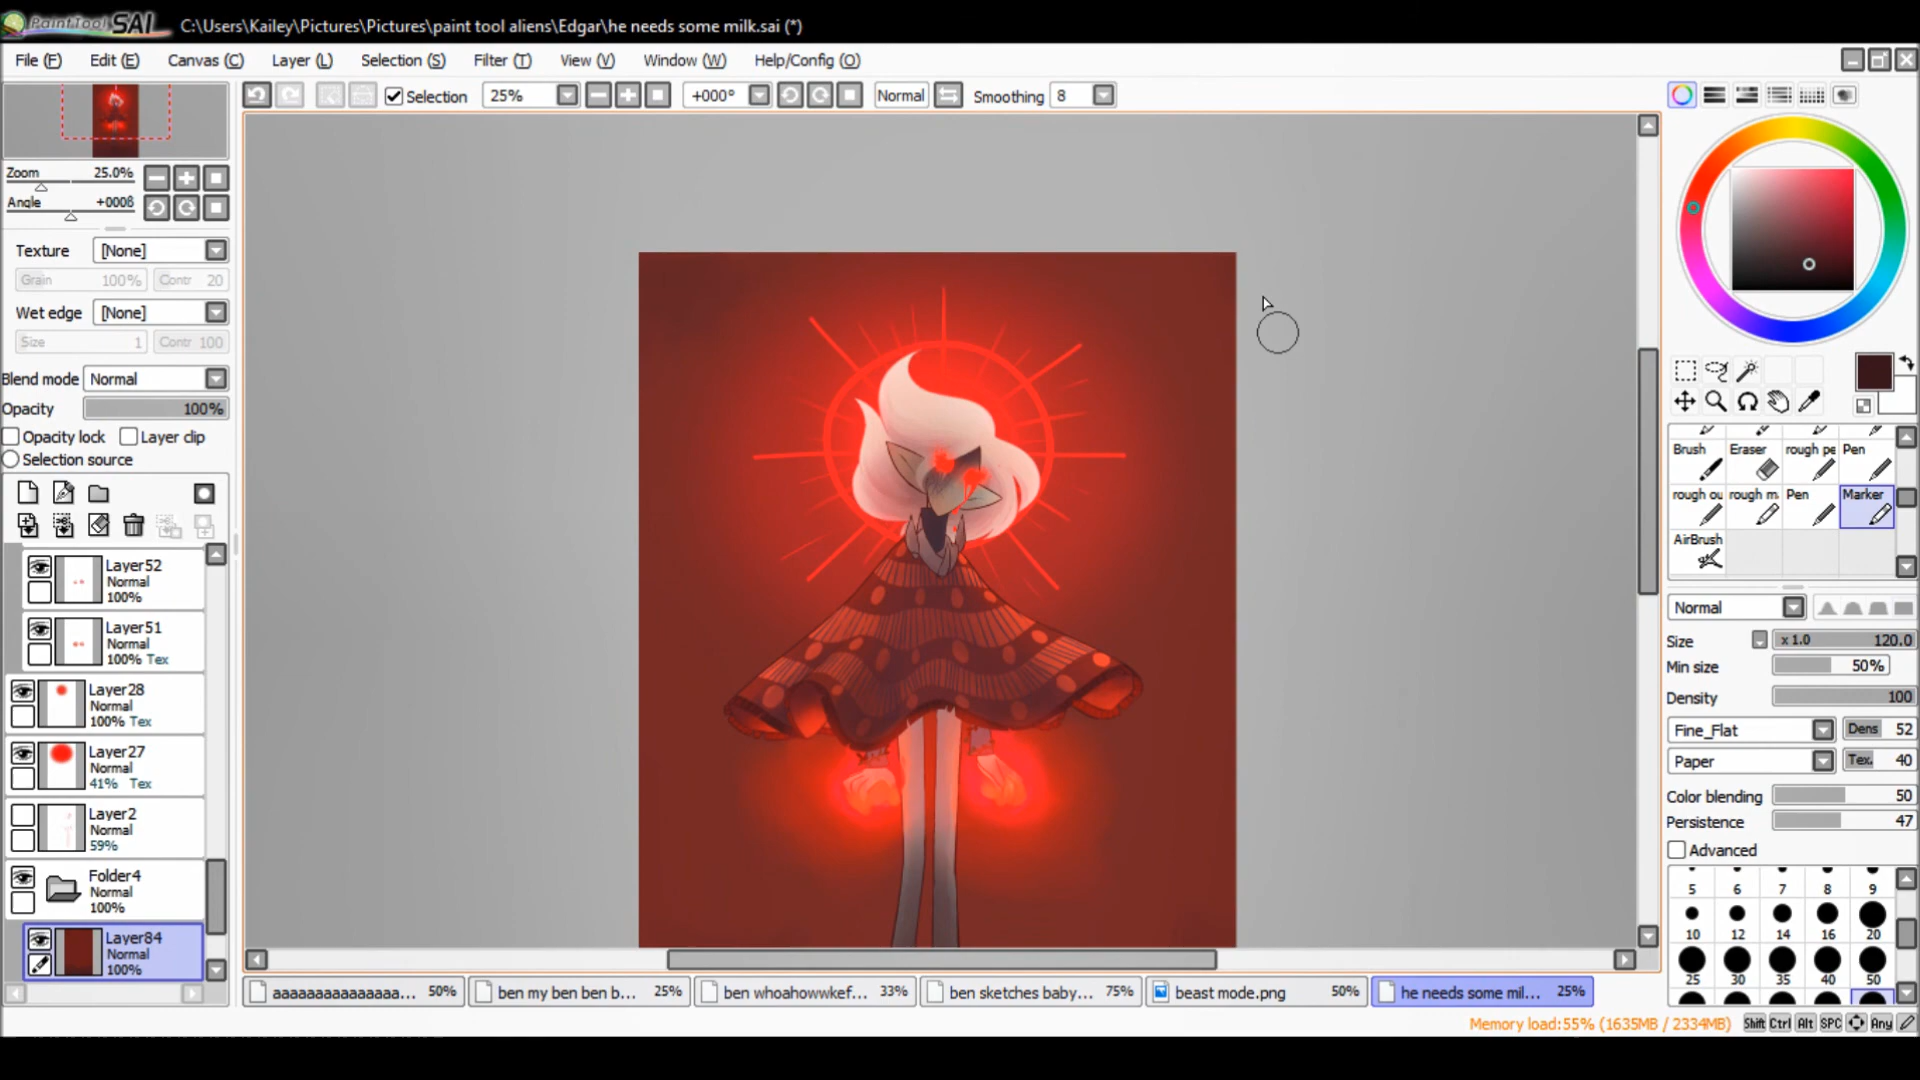 PaintTool SAI C:\Users\Kailey\Pictures\Pictures\paint tool aliens\Edgar\he needs some milk.sai (*)
File (F) Edit (E) Canvas (C) Layer (L) Selection (S) Filter (T) View (V) Window (W) Help/Config (O)
Selection 25% +000° Normal Smoothing 8
Zoom 25.0%
Angle +000ß
Texture [None]
Grain 100% Contr 20
Wet edge [None]
Size 1 Contr 100
Blend mode Normal
Opacity 100%
Opacity lock Layer clip
Selection source
Layer52
Normal
100%
Layer51
Normal
100% Tex
Layer28
Normal
100% Tex
Layer27
Normal
41% Tex
Layer2
Normal
59%
Folder4
Normal
100%
Layer84
Normal
100%
Brush Eraser rough pe Pen
rough ou rough m. Pen Marker
AirBrush
Normal
Size x 1.0 120.0
Min size 50%
Density 100
Fine_Flat Dens 52
Paper Tex. 40
Color blending 50
Persistence 47
Advanced
5 6 7 8 9
10 12 14 16 20
25 30 35 40 50
aaaaaaaaaaaaaaa... 50% ben my ben ben b... 25% ben whoahowwkef... 33% ben sketches baby... 75% beast mode.png 50% he needs some mil... 25%
Memory load:55% (1635MB / 2334MB) Shift Ctrl Alt SPC Any